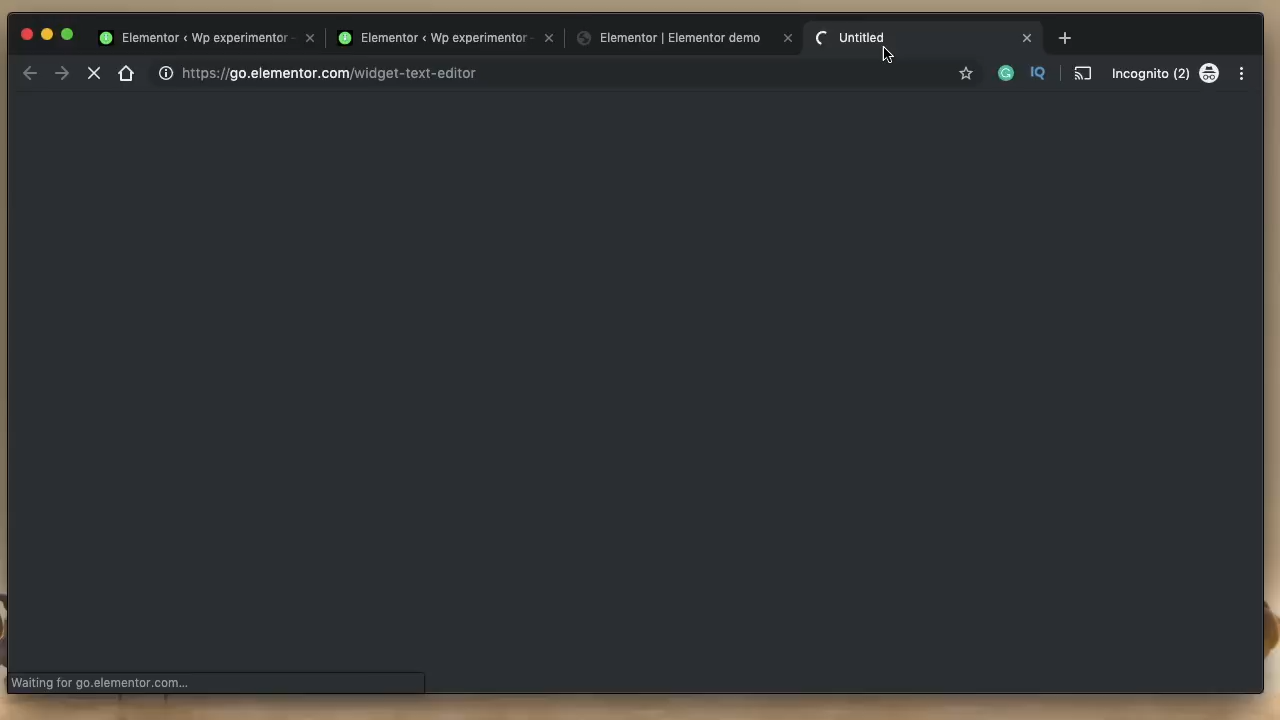 Elementor ‹ Wp experimentor -
Elementor ‹ Wp experimentor -
Elementor | Elementor demo
Untitled
https://go.elementor.com/widget-text-editor
IQ
Incognito (2)
Waiting for go.elementor.com...